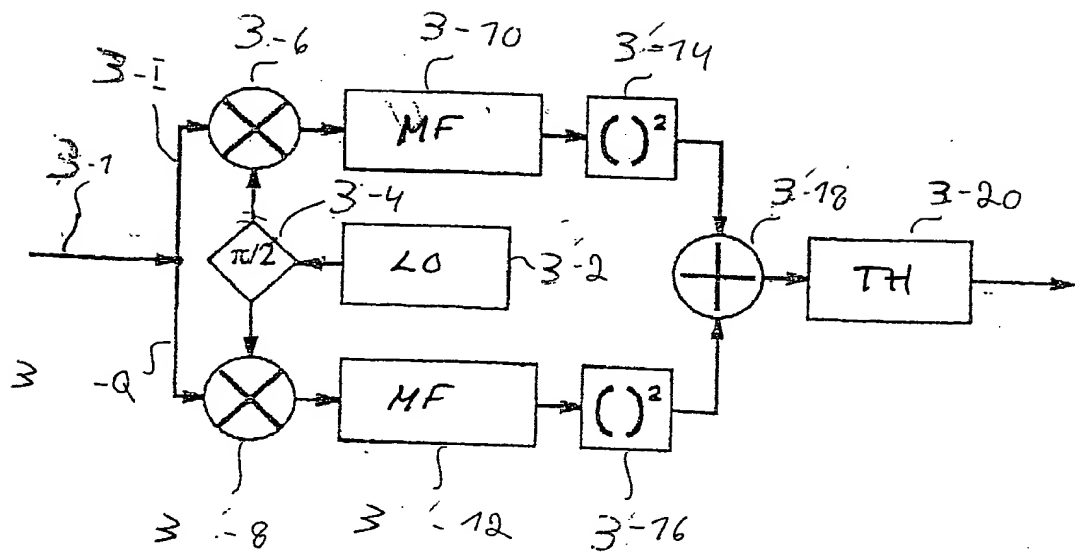 3-6
3-10
3-14
3-I
MF
( )²
3-1
3-4
3-18
3-20
π/2
LO
3-2
TH
3-Q
MF
( )²
3-8
3-12
3-16